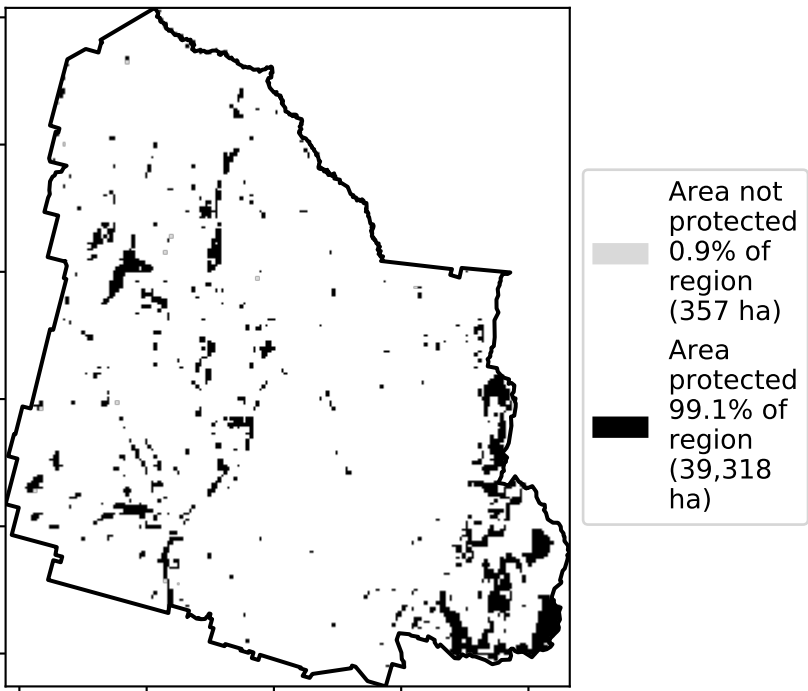 Area not
protected
0.9% of
region
(357 ha)
Area
protected
99.1% of
region
(39,318
ha)